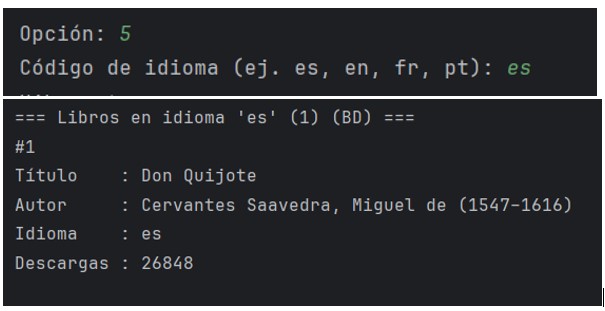 Opción: 5
Código de idioma (ej. es, en, fr, pt): es
=== Libros en idioma 'es' (1) (BD) ===
#1
Título    : Don Quijote
Autor     : Cervantes Saavedra, Miguel de (1547-1616)
Idioma    : es
Descargas : 26848